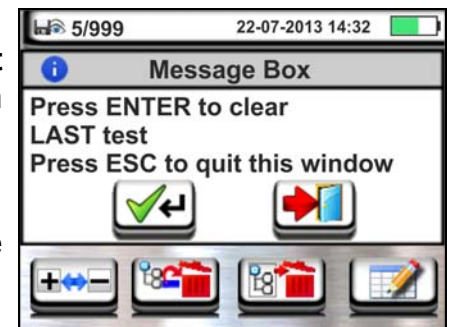 5/999 22-07-2013 14:32
Message Box
Press ENTER to clear
LAST test
Press ESC to quit this window